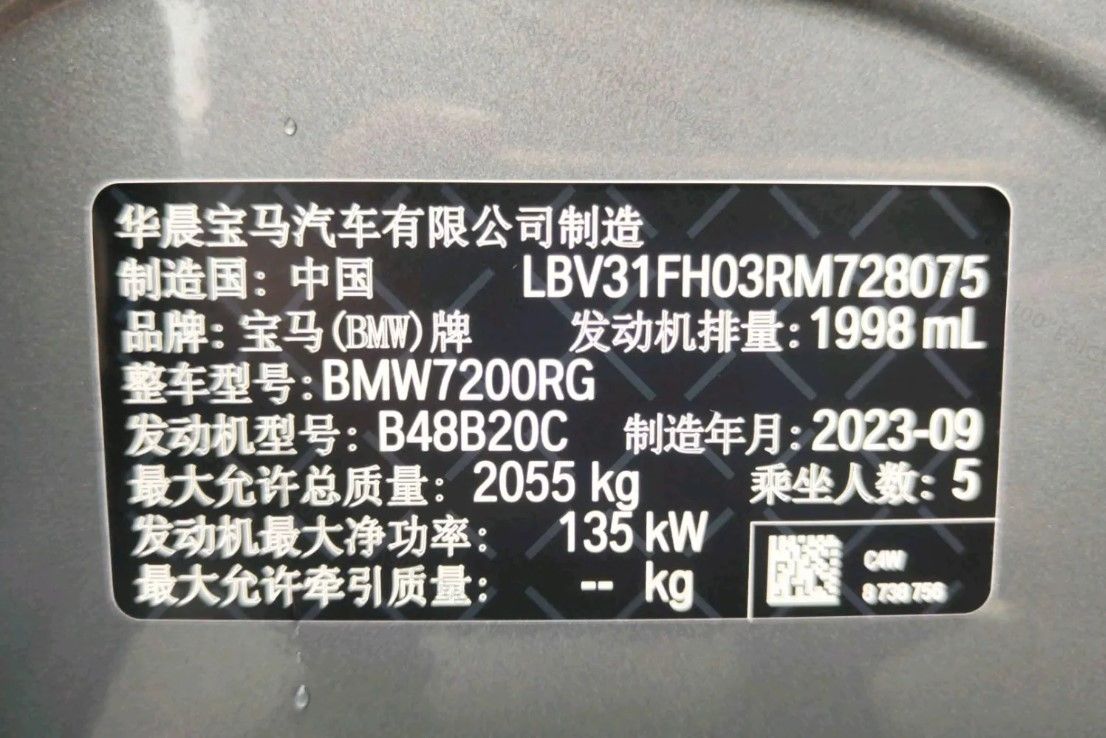 华晨宝马汽车有限公司制造
制造国: 中国 LBV31FH03RM728075
品牌: 宝马(BMW)牌 发动机排量: 1998 mL
整车型号: BMW7200RG
发动机型号: B48B20C 制造年月: 2023-09
最大允许总质量: 2055 kg 乘坐人数: 5
发动机最大净功率: 135 kW
最大允许牵引质量: -- kg
C4W
8 730 756